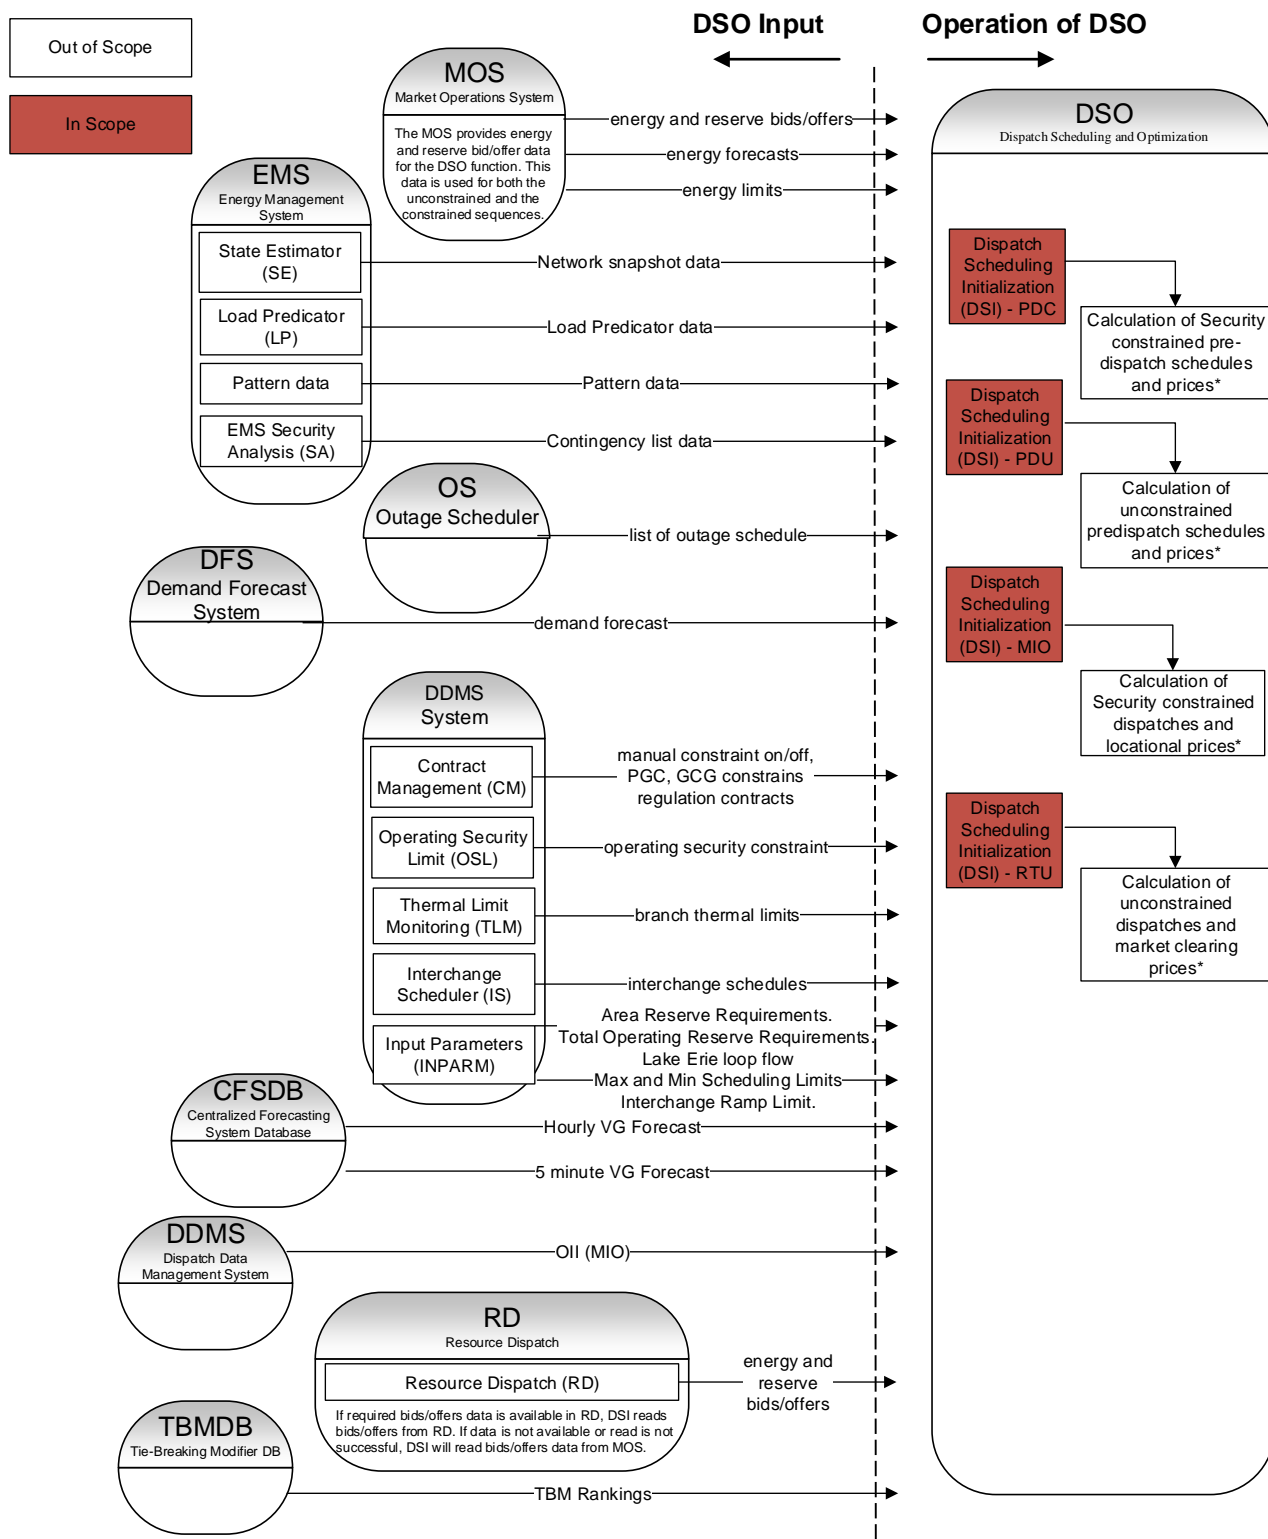 DSO Input
Operation of DSO
Out of Scope
In Scope
MOS
Market Operations System
The MOS provides energy
and reserve bid/offer data
for the DSO function. This
data is used for both the
unconstrained and the
constrained sequences.
energy and reserve bids/offers
energy forecasts
energy limits
DSO
Dispatch Scheduling and Optimization
EMS
Energy Management
System
State Estimator
(SE)
Network snapshot data
Load Predicator
(LP)
Load Predicator data
Pattern data
Pattern data
EMS Security
Analysis (SA)
Contingency list data
Dispatch
Scheduling
Initialization
(DSI) - PDC
Calculation of Security
constrained pre-
dispatch schedules
and prices*
Dispatch
Scheduling
Initialization
(DSI) - PDU
Calculation of
unconstrained
predispatch schedules
and prices*
OS
Outage Scheduler
list of outage schedule
DFS
Demand Forecast
System
demand forecast
Dispatch
Scheduling
Initialization
(DSI) - MIO
Calculation of
Security constrained
dispatches and
locational prices*
DDMS
System
Contract
Management (CM)
manual constraint on/off,
PGC, GCG constrains
regulation contracts
Operating Security
Limit (OSL)
operating security constraint
Thermal Limit
Monitoring (TLM)
branch thermal limits
Interchange
Scheduler (IS)
interchange schedules
Input Parameters
(INPARM)
Area Reserve Requirements.
Total Operating Reserve Requirements.
Lake Erie loop flow
Max and Min Scheduling Limits
Interchange Ramp Limit.
Dispatch
Scheduling
Initialization
(DSI) - RTU
Calculation of
unconstrained
dispatches and
market clearing
prices*
CFSDB
Centralized Forecasting
System Database
Hourly VG Forecast
5 minute VG Forecast
DDMS
Dispatch Data
Management System
OII (MIO)
RD
Resource Dispatch
Resource Dispatch (RD)
If required bids/offers data is available in RD, DSI reads
bids/offers from RD. If data is not available or read is not
successful, DSI will read bids/offers data from MOS.
energy and
reserve
bids/offers
TBMDB
Tie-Breaking Modifier DB
TBM Rankings